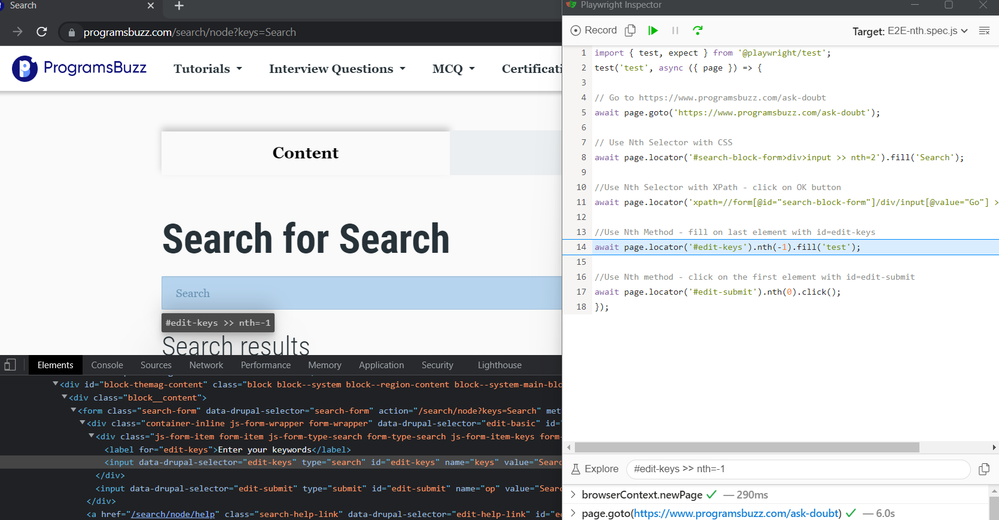 Search
programsbuzz.com/search/node?keys=Search
ProgramsBuzz
Tutorials
Interview Questions
MCQ
Certificati
Content
Search for Search
Search
#edit-keys >> nth=-1
Search results
Elements
Console
Sources
Network
Performance
Memory
Application
Security
Lighthouse
<div id="block-themag-content" class="block block--system block--region-content block--system-main-blo
<div class="block__content">
<form class="search-form" data-drupal-selector="search-form" action="/search/node?keys=Search" met
<div class="container-inline js-form-wrapper form-wrapper" data-drupal-selector="edit-basic" id="
<div class="js-form-item form-item js-form-type-search form-type-search js-form-item-keys form-
<label for="edit-keys">Enter your keywords</label>
<input data-drupal-selector="edit-keys" type="search" id="edit-keys" name="keys" value="Searc
</div>
<input data-drupal-selector="edit-submit" type="submit" id="edit-submit" name="op" value="Searc
</div>
<a href="/search/node/help" class="search-help-link" data-drupal-selector="edit-help-link" id="ed
Playwright Inspector
Record
Target: E2E-nth.spec.js
1 import { test, expect } from '@playwright/test';
2 test('test', async ({ page }) => {
3
4 // Go to https://www.programsbuzz.com/ask-doubt
5 await page.goto('https://www.programsbuzz.com/ask-doubt');
6
7 // Use Nth Selector with CSS
8 await page.locator('#search-block-form>div>input >> nth=2').fill('Search');
9
10 //Use Nth Selector with XPath - click on OK button
11 await page.locator('xpath=//form[@id="search-block-form"]/div/input[@value="Go"] >
12
13 //Use Nth Method - fill on last element with id=edit-keys
14 await page.locator('#edit-keys').nth(-1).fill('test');
15
16 //Use Nth method - click on the first element with id=edit-submit
17 await page.locator('#edit-submit').nth(0).click();
18 });
Explore
#edit-keys >> nth=-1
browserContext.newPage ✓ — 290ms
page.goto(https://www.programsbuzz.com/ask-doubt) ✓ — 6.0s